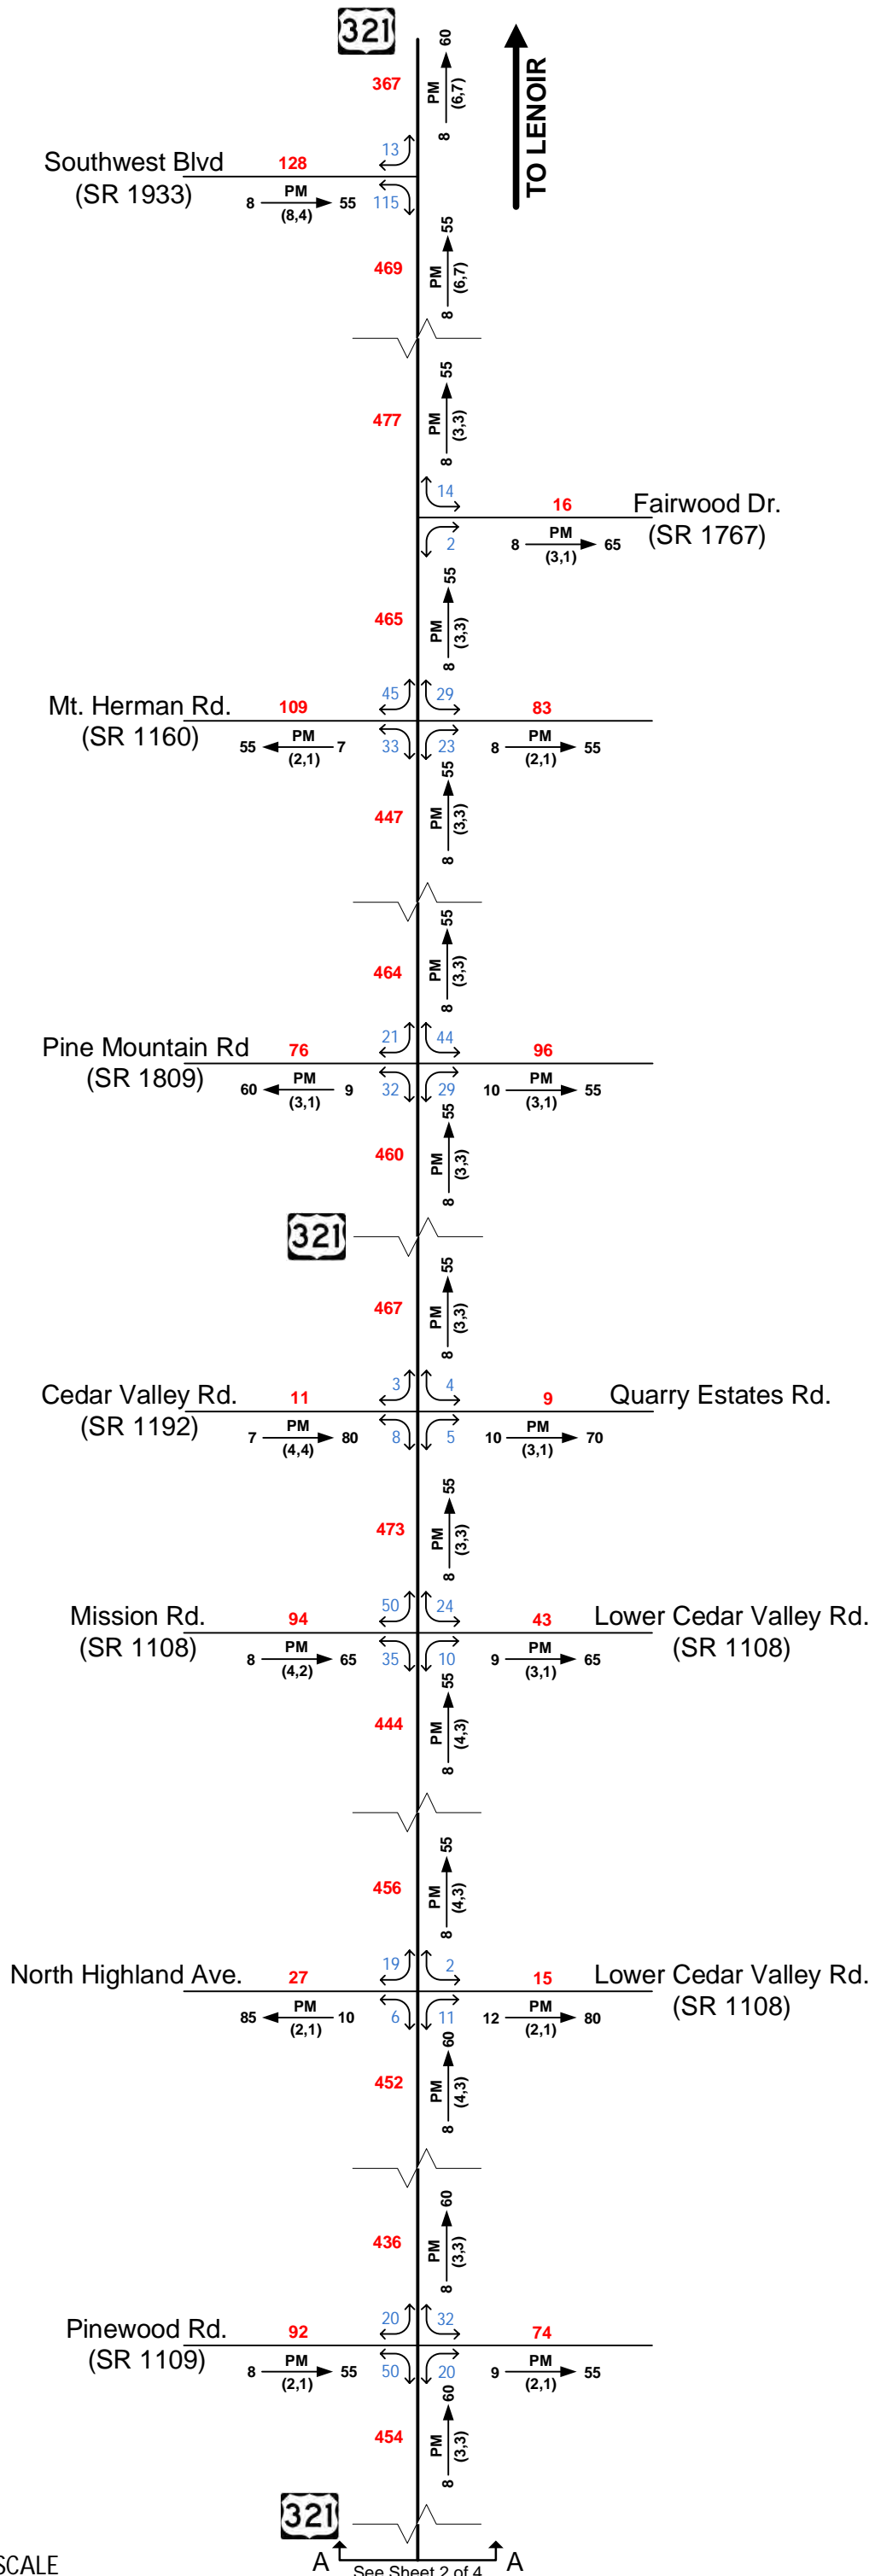 321
60
367
PM
(6,7)
8
TO LENOIR
13
Southwest Blvd
(SR 1933)
128
8 PM 55
(8,4)
115
55
469
PM
(6,7)
8
55
477
PM
(3,3)
8
14
16
Fairwood Dr.
(SR 1767)
2
8 PM 65
(3,1)
55
465
PM
(3,3)
8
45
29
Mt. Herman Rd.
(SR 1160)
109
83
55 PM 7
(2,1)
33
23
8 PM 55
(2,1)
55
447
PM
(3,3)
8
55
464
PM
(3,3)
8
21
44
Pine Mountain Rd
(SR 1809)
76
96
60 PM 9
(3,1)
32
29
10 PM 55
(3,1)
55
460
PM
(3,3)
8
321
55
467
PM
(3,3)
8
3
4
Cedar Valley Rd.
(SR 1192)
11
9
Quarry Estates Rd.
7 PM 80
(4,4)
8
5
10 PM 70
(3,1)
55
473
PM
(3,3)
8
50
24
Mission Rd.
(SR 1108)
94
43
Lower Cedar Valley Rd.
(SR 1108)
8 PM 65
(4,2)
35
10
9 PM 65
(3,1)
55
444
PM
(4,3)
8
55
456
PM
(4,3)
8
19
2
North Highland Ave.
27
15
Lower Cedar Valley Rd.
(SR 1108)
85 PM 10
(2,1)
6
11
12 PM 80
(2,1)
60
452
PM
(4,3)
8
60
436
PM
(3,3)
8
20
32
Pinewood Rd.
(SR 1109)
92
74
8 PM 55
(2,1)
50
20
9 PM 55
(2,1)
60
454
PM
(3,3)
8
321
SCALE
A See Sheet 2 of 4 A